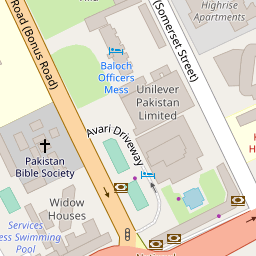 Highrise
Apartments
(Somerset Street)
Road (Bonus Road)
Baloch
Officers
Mess
Unilever
Pakistan
Limited
Avari Driveway
Pakistan
Bible Society
Widow
Houses
Services
ess Swimming
Pool